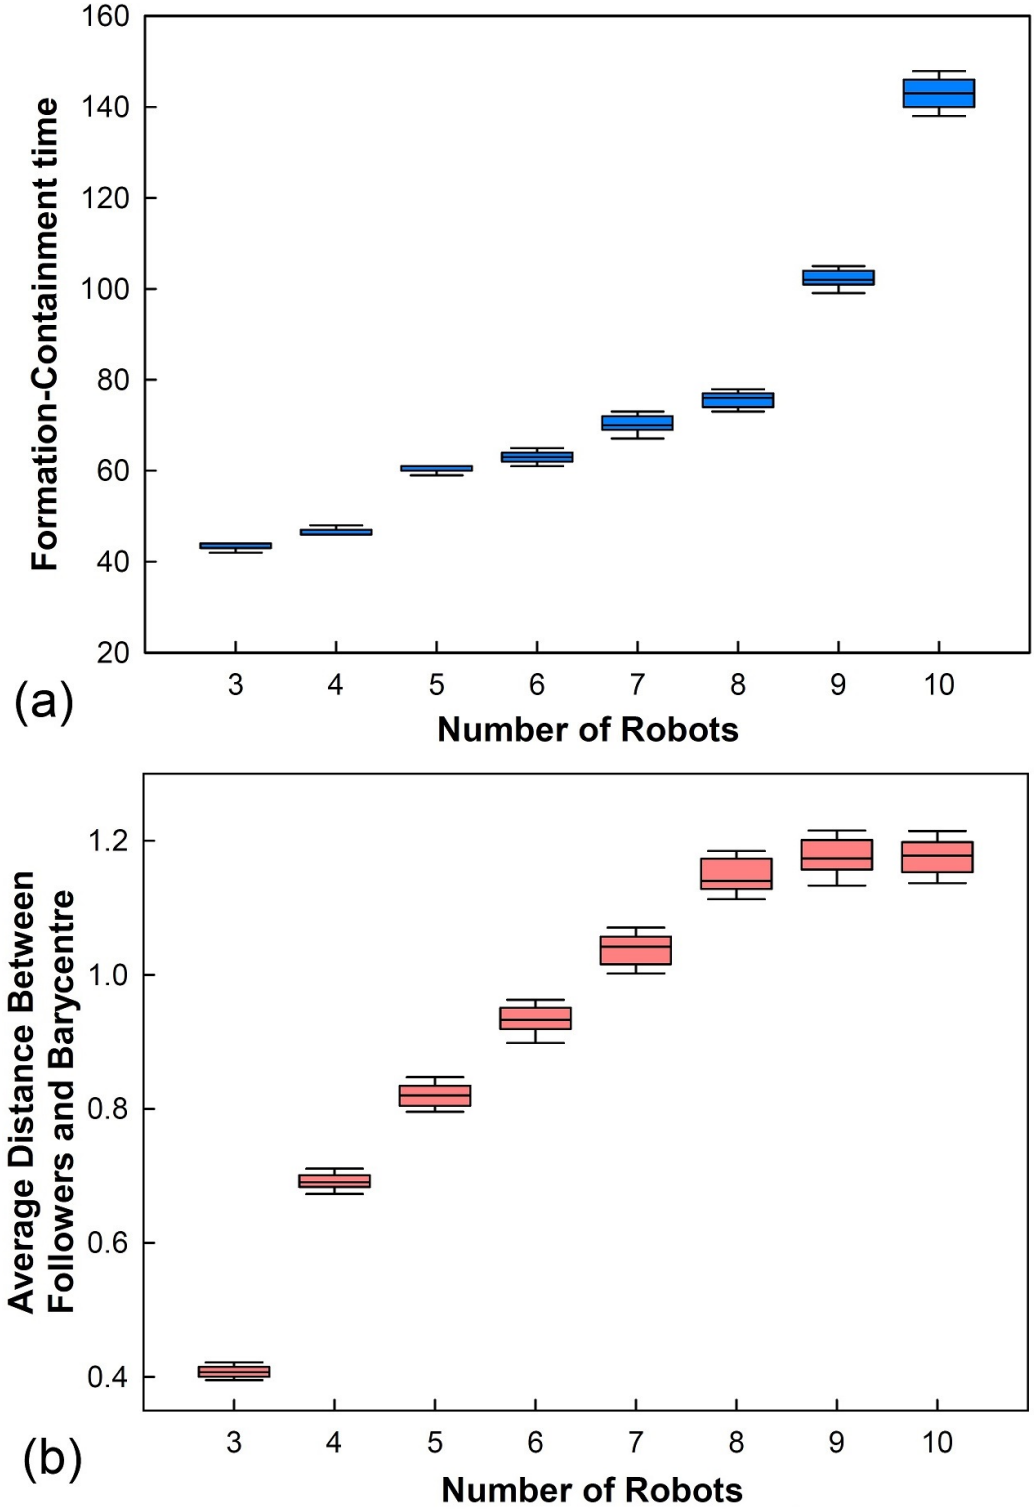 160
140
120
100
80
60
40
20
Formation-Containment time
3 4 5 6 7 8 9 10
(a)
Number of Robots
1.2
1.0
0.8
0.6
0.4
Average Distance Between
Followers and Barycentre
3 4 5 6 7 8 9 10
(b)
Number of Robots